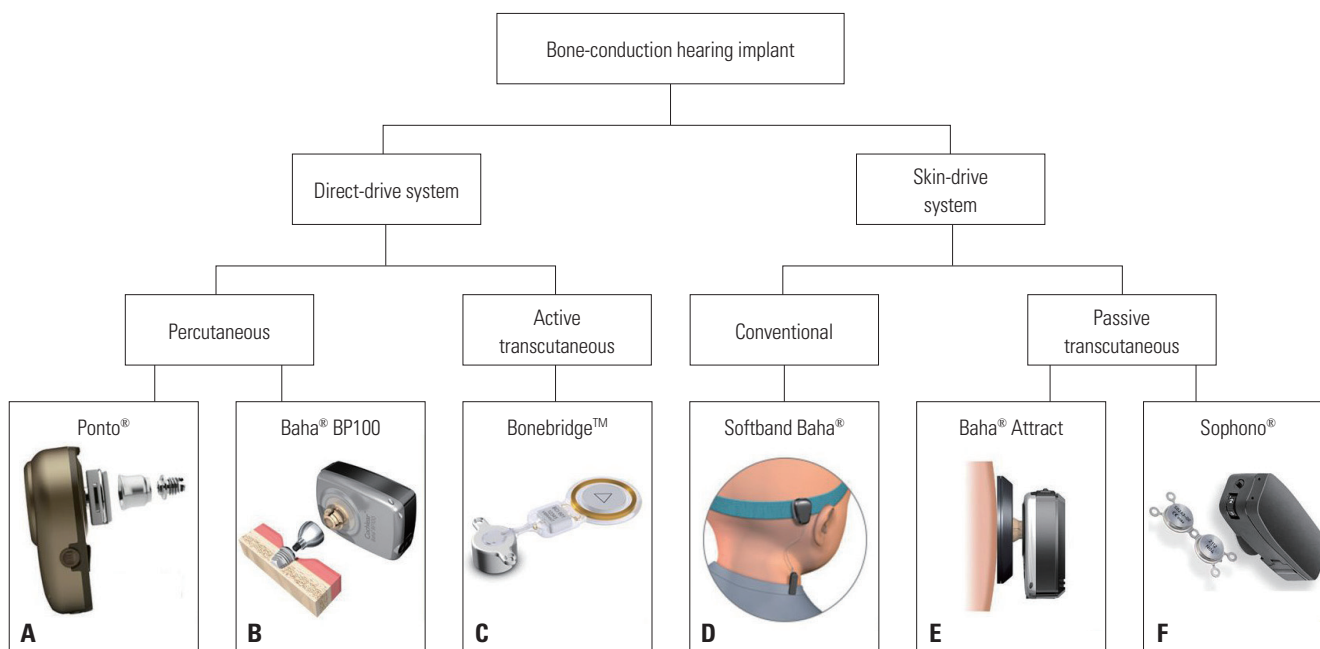 Bone-conduction hearing implant
Direct-drive system
Skin-drive
system
Percutaneous
Active
transcutaneous
Conventional
Passive
transcutaneous
Ponto®
Baha® BP100
Bonebridge™
Softband Baha®
Baha® Attract
Sophono®
A
B
C
D
E
F